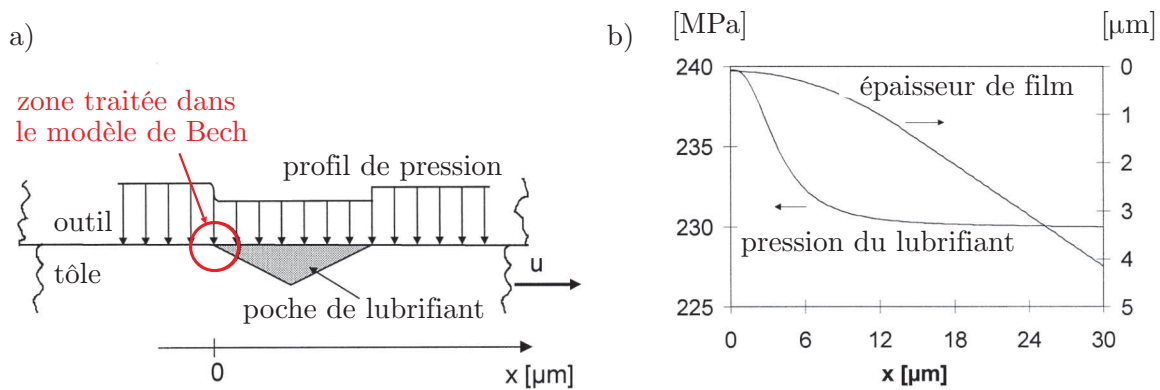 a)
zone traitée dans
le modèle de Bech
profil de pression
outil
tôle
poche de lubrifiant
u
0
x [µm]
b)
[MPa]
[µm]
240
235
230
225
0
1
2
3
4
5
épaisseur de film
pression du lubrifiant
0
6
12
18
24
30
x [µm]